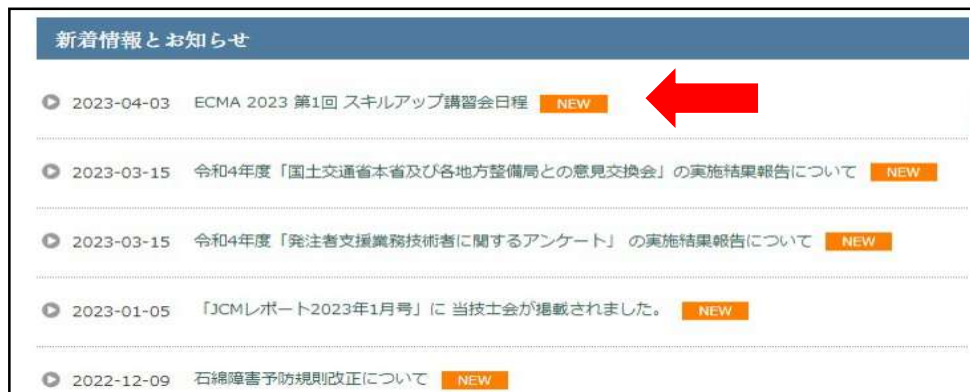 新着情報とお知らせ
2023-04-03 ECMA 2023 第1回 スキルアップ講習会日程 NEW
2023-03-15 令和4年度「国土交通省本省及び各地方整備局との意見交換会」の実施結果報告について NEW
2023-03-15 令和4年度「発注者支援業務技術者に関するアンケート」 の実施結果報告について NEW
2023-01-05 「JCMレポート2023年1月号」に 当技士会が掲載されました。 NEW
2022-12-09 石綿障害予防規則改正について NEW